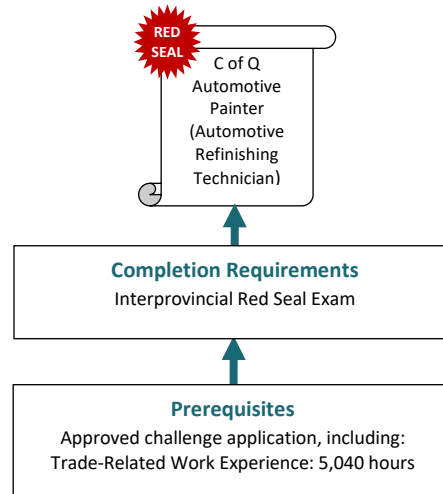 RED
SEAL
C of Q
Automotive
Painter
(Automotive
Refinishing
Technician)
Completion Requirements
Interprovincial Red Seal Exam
Prerequisites
Approved challenge application, including:
Trade-Related Work Experience: 5,040 hours